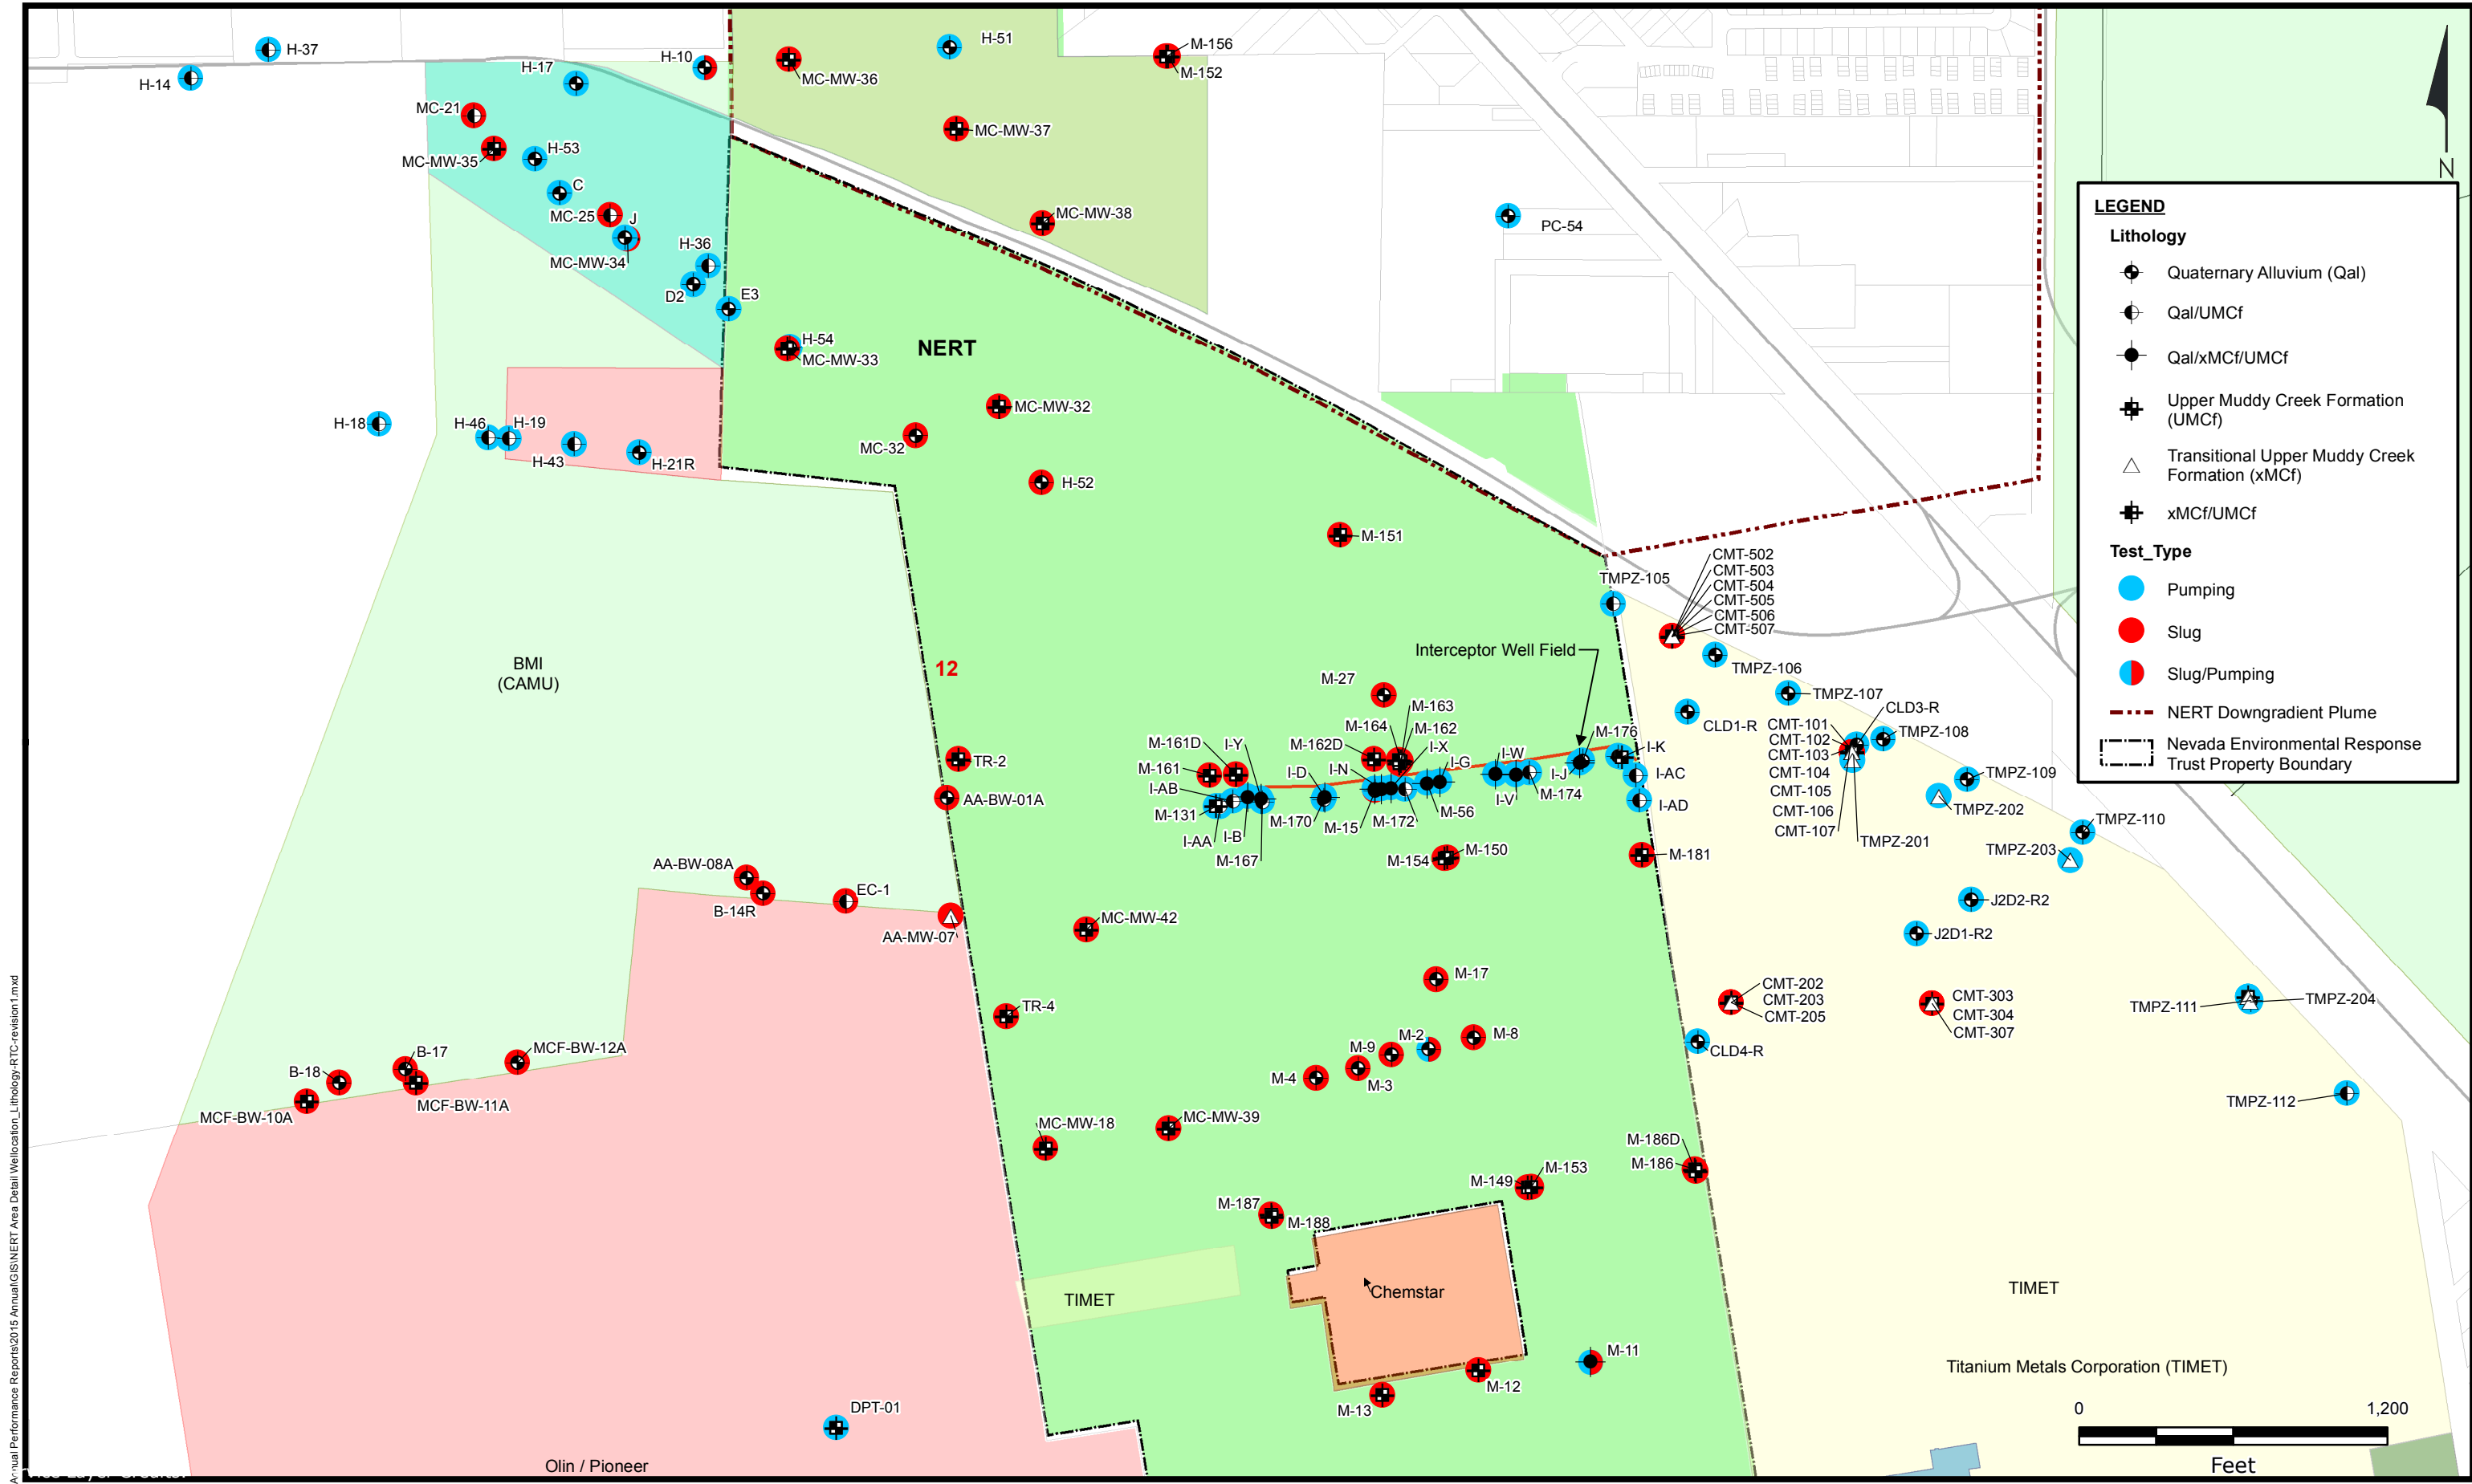 H-37
H-14
H-17
H-10
MC-MW-36
H-51
M-156
M-152
MC-21
MC-MW-35
H-53
C
MC-25
J
MC-MW-34
H-36
D2
E3
MC-MW-37
MC-MW-38
PC-54
N
LEGEND
Lithology
Quaternary Alluvium (Qal)
Qal/UMCf
Qal/xMCf/UMCf
Upper Muddy Creek Formation
(UMCf)
Transitional Upper Muddy Creek
Formation (xMCf)
xMCf/UMCf
Test_Type
Pumping
Slug
Slug/Pumping
NERT Downgradient Plume
Nevada Environmental Response
Trust Property Boundary
H-54
MC-MW-33
NERT
MC-MW-32
MC-32
H-52
H-18
H-46
H-19
H-43
H-21R
M-151
BMI
(CAMU)
12
Interceptor Well Field
TMPZ-105
CMT-502
CMT-503
CMT-504
CMT-505
CMT-506
CMT-507
TMPZ-106
TMPZ-107
CLD1-R
CLD3-R
CMT-101
CMT-102
CMT-103
CMT-104
CMT-105
CMT-106
CMT-107
TMPZ-108
TMPZ-109
TMPZ-202
TMPZ-110
TMPZ-203
TMPZ-201
M-27
M-163
M-164
M-162
M-162D
I-X
I-G
I-W
M-176
I-K
I-AC
I-AD
I-J
M-174
I-V
M-56
M-172
M-15
I-N
I-D
M-170
I-Y
M-161D
M-161
I-AB
M-131
I-AA
I-B
M-167
M-154
M-150
M-181
TR-2
AA-BW-01A
AA-BW-08A
B-14R
EC-1
AA-MW-07
MC-MW-42
M-17
J2D2-R2
J2D1-R2
TR-4
CMT-202
CMT-203
CMT-205
CMT-303
CMT-304
CMT-307
TMPZ-111
TMPZ-204
CLD4-R
TMPZ-112
M-2
M-8
M-9
M-3
M-4
B-17
B-18
MCF-BW-12A
MCF-BW-10A
MCF-BW-11A
MC-MW-18
MC-MW-39
M-186D
M-186
M-149
M-153
M-187
M-188
TIMET
Chemstar
TIMET
M-11
Titanium Metals Corporation (TIMET)
M-12
M-13
DPT-01
0 1,200
Feet
Olin / Pioneer
Annual Performance Reports\2015 Annual\GIS\NERT Area Detail Wellocation_Lithology-RTC-revision1.mxd